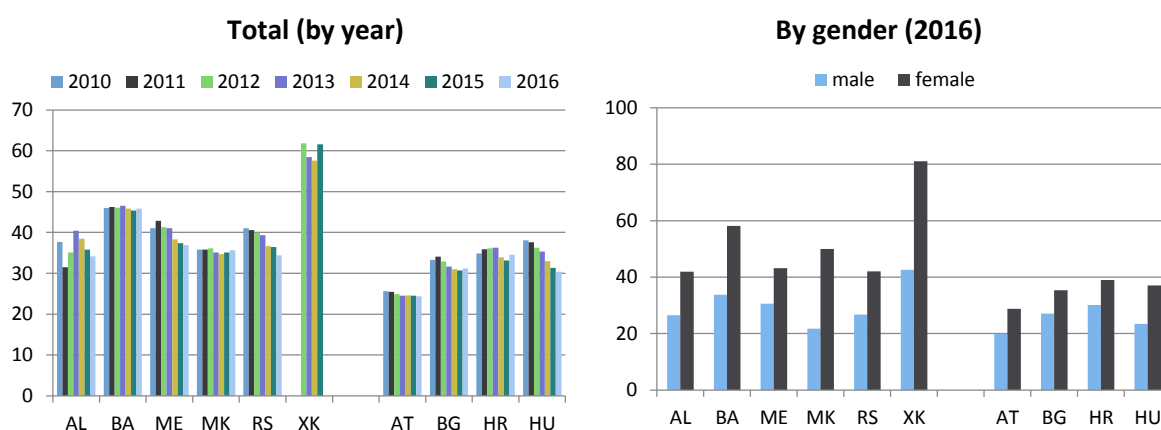 Total (by year)
2010 2011 2012 2013 2014 2015 2016
70
60
50
40
30
20
10
0
AL BA ME MK RS XK AT BG HR HU
By gender (2016)
male female
100
80
60
40
20
0
AL BA ME MK RS XK AT BG HR HU